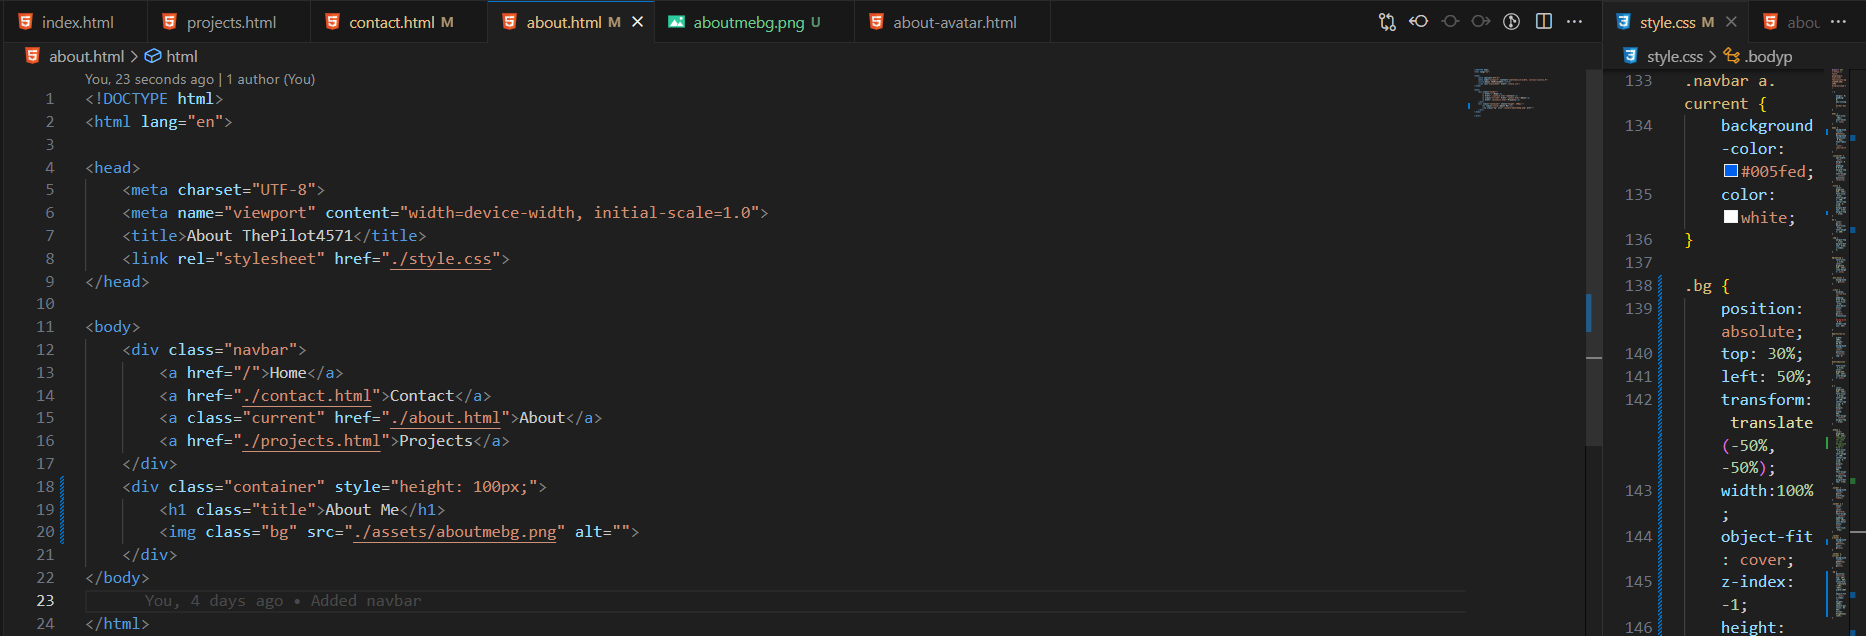 index.html
projects.html
contact.html M
about.html M
aboutmebg.png U
about-avatar.html
style.css M
abou
about.html > html
style.css > .bodyp
You, 23 seconds ago | 1 author (You)
1 <!DOCTYPE html>
2 <html lang="en">
3
4 <head>
5 <meta charset="UTF-8">
6 <meta name="viewport" content="width=device-width, initial-scale=1.0">
7 <title>About ThePilot4571</title>
8 <link rel="stylesheet" href="./style.css">
9 </head>
10
11 <body>
12 <div class="navbar">
13 <a href="/">Home</a>
14 <a href="./contact.html">Contact</a>
15 <a class="current" href="./about.html">About</a>
16 <a href="./projects.html">Projects</a>
17 </div>
18 <div class="container" style="height: 100px;">
19 <h1 class="title">About Me</h1>
20 <img class="bg" src="./assets/aboutmebg.png" alt="">
21 </div>
22 </body>
23 You, 4 days ago • Added navbar
24 </html>
133 .navbar a.
current {
134 background
-color:
#005fed;
135 color:
white;
136 }
137
138 .bg {
139 position:
absolute;
140 top: 30%;
141 left: 50%;
142 transform:
translate
(-50%,
-50%);
143 width:100%
;
144 object-fit
: cover;
145 z-index:
-1;
146 height: